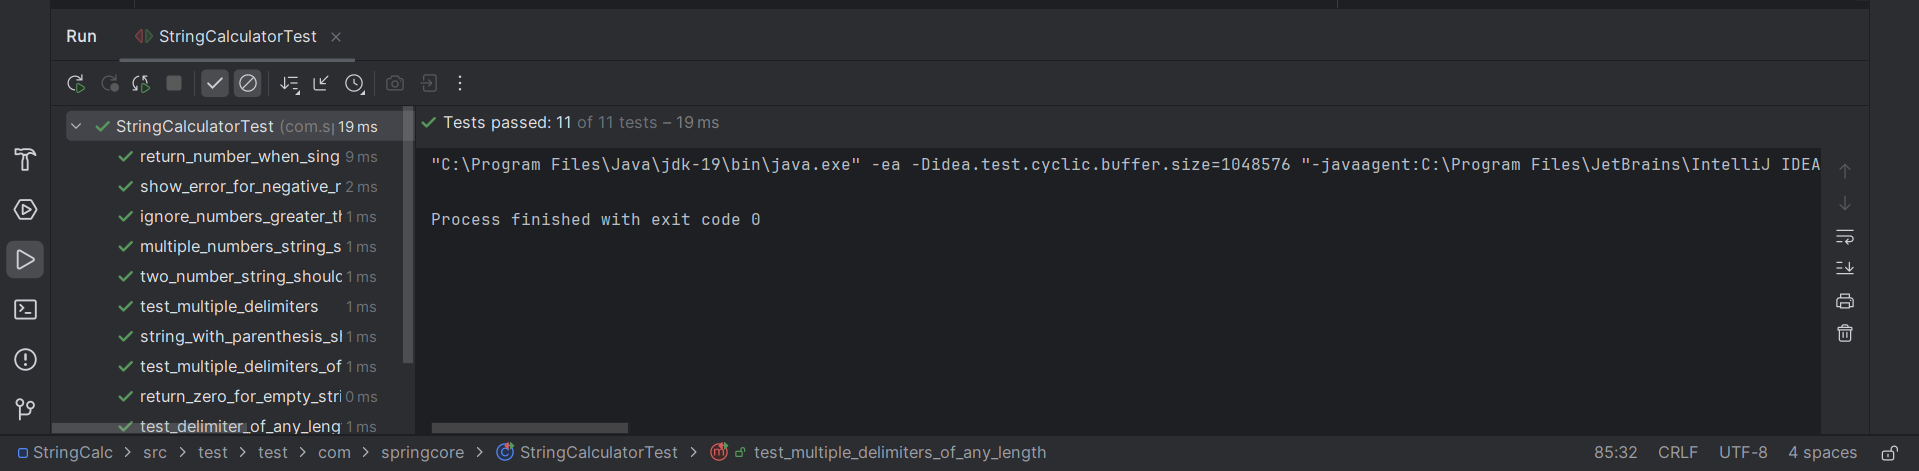 Run StringCalculatorTest
StringCalculatorTest (com.s 19 ms
return_number_when_sing 9 ms
show_error_for_negative_ 2 ms
ignore_numbers_greater_t 1 ms
multiple_numbers_string_s 1 ms
two_number_string_should 1 ms
test_multiple_delimiters 1 ms
string_with_parenthesis_s 1 ms
test_multiple_delimiters_of 1 ms
return_zero_for_empty_stri 0 ms
test_delimiter_of_any_leng 1 ms
Tests passed: 11 of 11 tests – 19 ms
"C:\Program Files\Java\jdk-19\bin\java.exe" -ea -Didea.test.cyclic.buffer.size=1048576 "-javaagent:C:\Program Files\JetBrains\IntelliJ IDEA
Process finished with exit code 0
StringCalc > src > test > test > com > springcore > StringCalculatorTest > test_multiple_delimiters_of_any_length 85:32 CRLF UTF-8 4 spaces